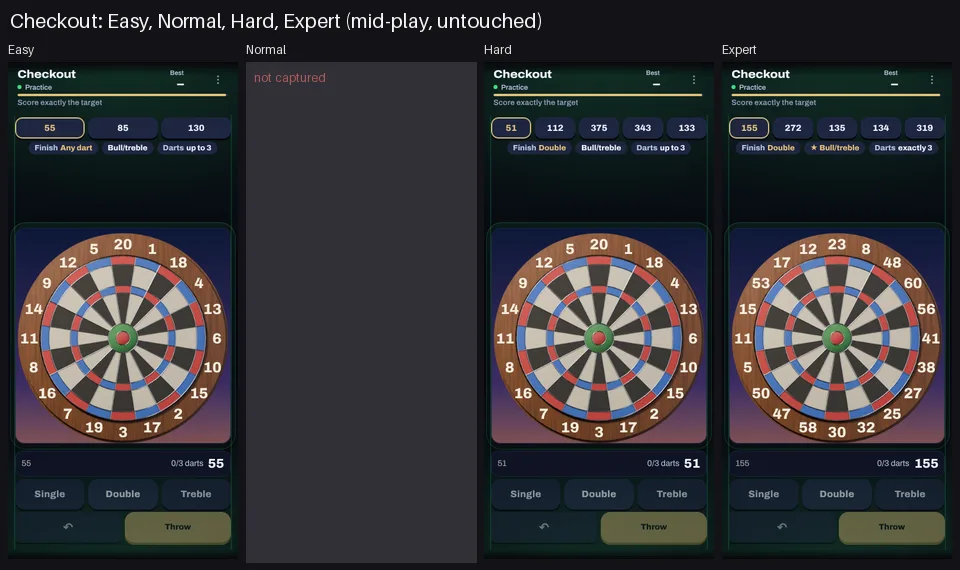 Checkout: Easy, Normal, Hard, Expert (mid-play, untouched)
Easy
Checkout
Best
Practice
–
Score exactly the target
55 85 130
Finish Any dart Bull/treble Darts up to 3
20 1 18 4 13 6 10 15 2 17 3 19 7 16 8 11 14 9 12 5
55 0/3 darts 55
Single Double Treble
↶ Throw
Normal
not captured
Hard
Checkout
Best
Practice
–
Score exactly the target
51 112 375 343 133
Finish Double Bull/treble Darts up to 3
20 1 18 4 13 6 10 15 2 17 3 19 7 16 8 11 14 9 12 5
51 0/3 darts 51
Single Double Treble
↶ Throw
Expert
Checkout
Best
Practice
–
Score exactly the target
155 272 135 134 319
Finish Double ★ Bull/treble Darts exactly 3
23 8 48 60 56 41 38 27 25 32 30 58 47 50 5 11 15 53 17 12
155 0/3 darts 155
Single Double Treble
↶ Throw